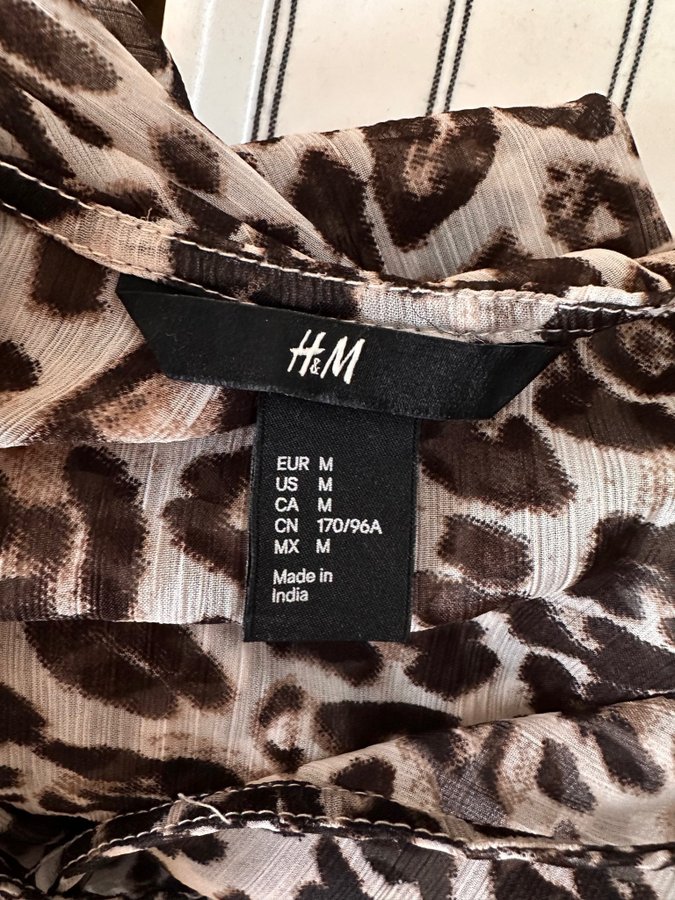 H&M
EUR M
US M
CA M
CN 170/96A
MX M
Made in
India